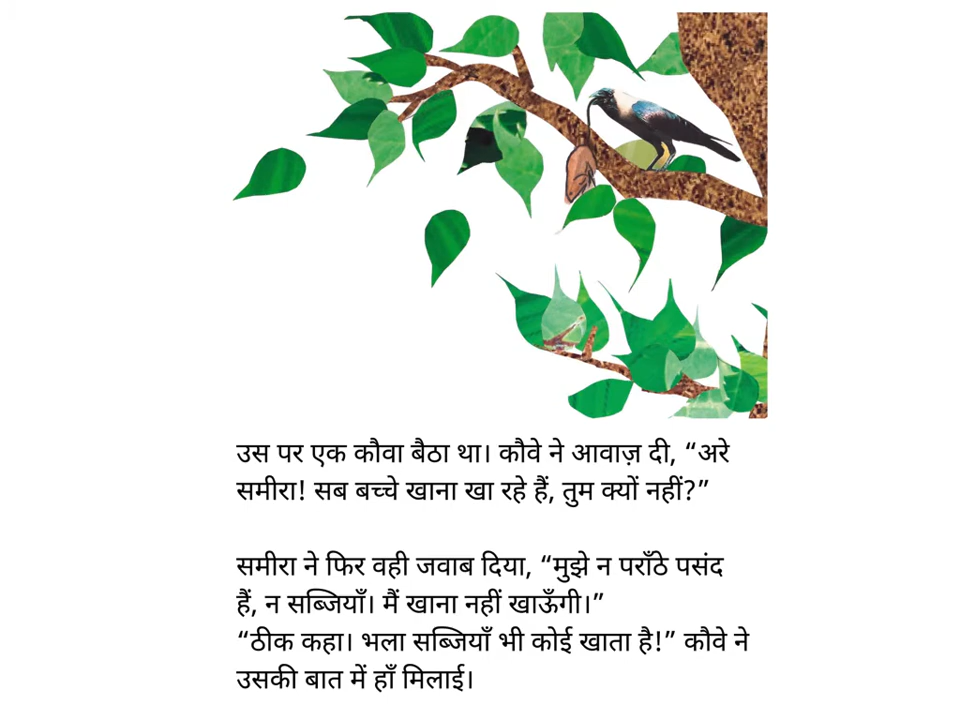 उस पर एक कौवा बैठा था। कौवे ने आवाज़ दी, “अरे
समीरा! सब बच्चे खाना खा रहे हैं, तुम क्यों नहीं?”
समीरा ने फिर वही जवाब दिया, “मुझे न पराँठे पसंद
हैं, न सब्जियाँ। मैं खाना नहीं खाऊँगी।”
“ठीक कहा। भला सब्जियाँ भी कोई खाता है!” कौवे ने
उसकी बात में हाँ मिलाई।